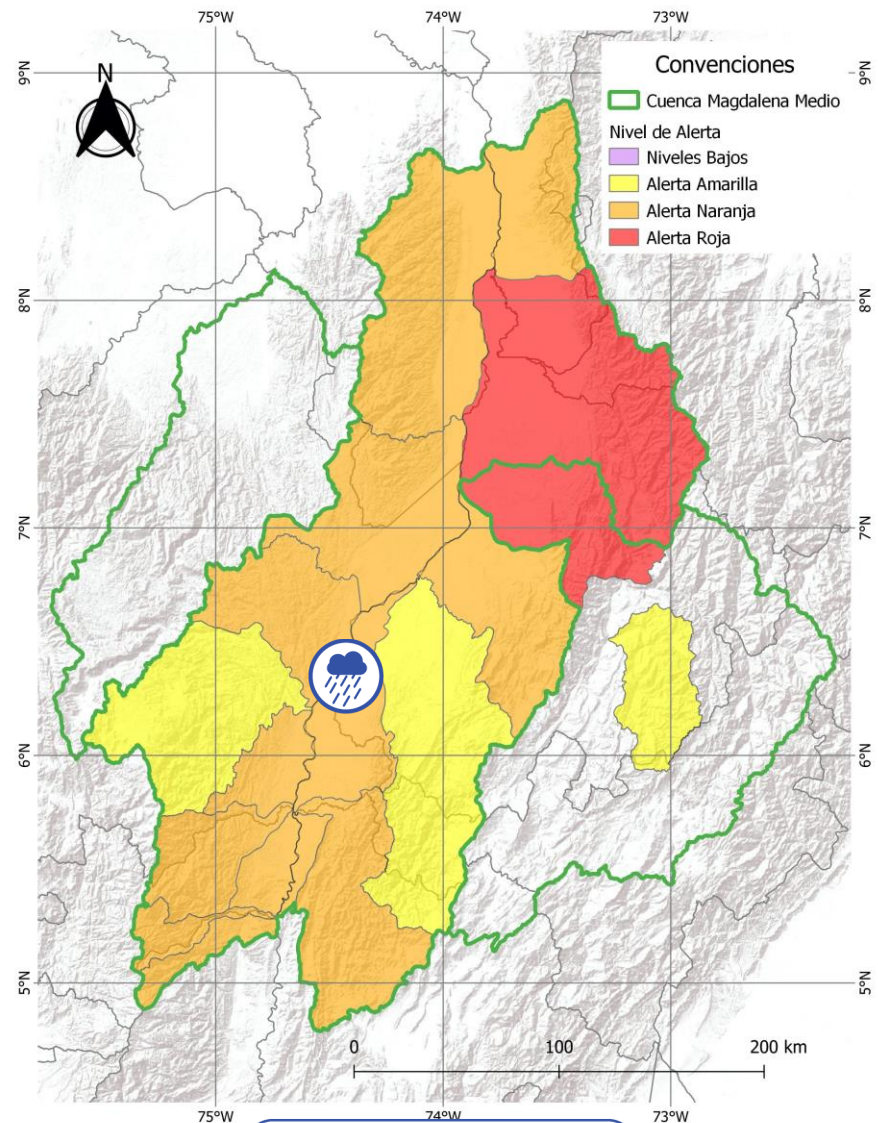 75°W 74°W 73°W
N
Convenciones
Cuenca Magdalena Medio
Nivel de Alerta
Niveles Bajos
Alerta Amarilla
Alerta Naranja
Alerta Roja
9°N 9°N
8°N 8°N
7°N 7°N
6°N 6°N
5°N 5°N
0 100 200 km
75°W 74°W 73°W